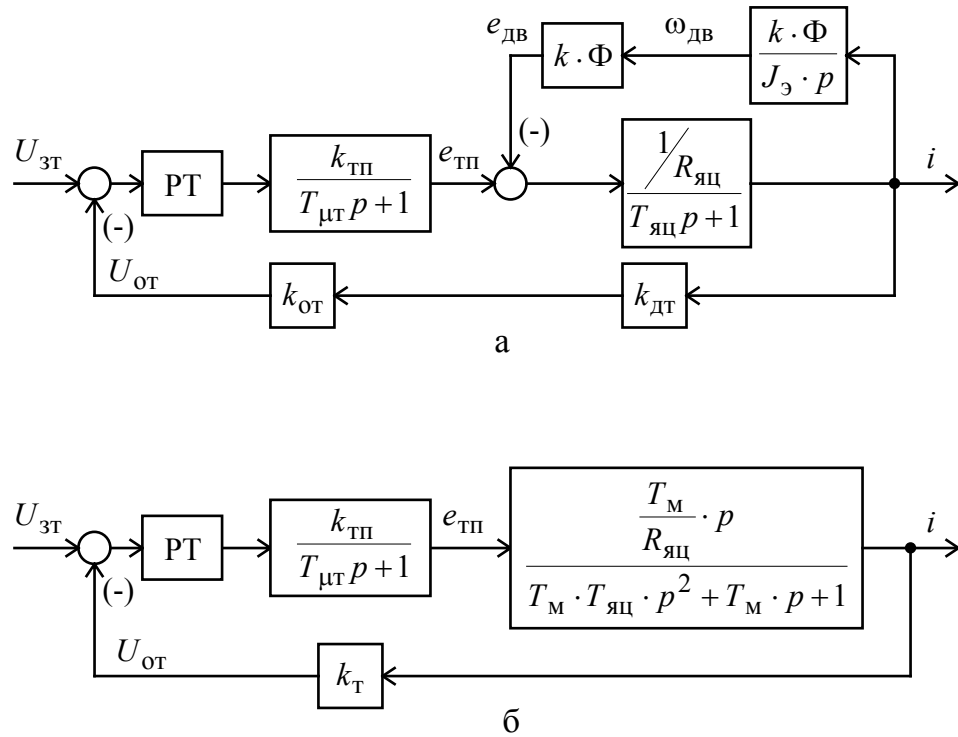 e_дв
k · Ф
ω_дв
k · Ф
J_э · p
(-)
U_зт
РТ
k_тп
T_μт p + 1
e_тп
1/R_яц
T_яц p + 1
i
(-)
U_от
k_от
k_дт
а
U_зт
РТ
k_тп
T_μт p + 1
e_тп
T_м
R_яц · p
T_м · T_яц · p² + T_м · p + 1
i
(-)
U_от
k_т
б